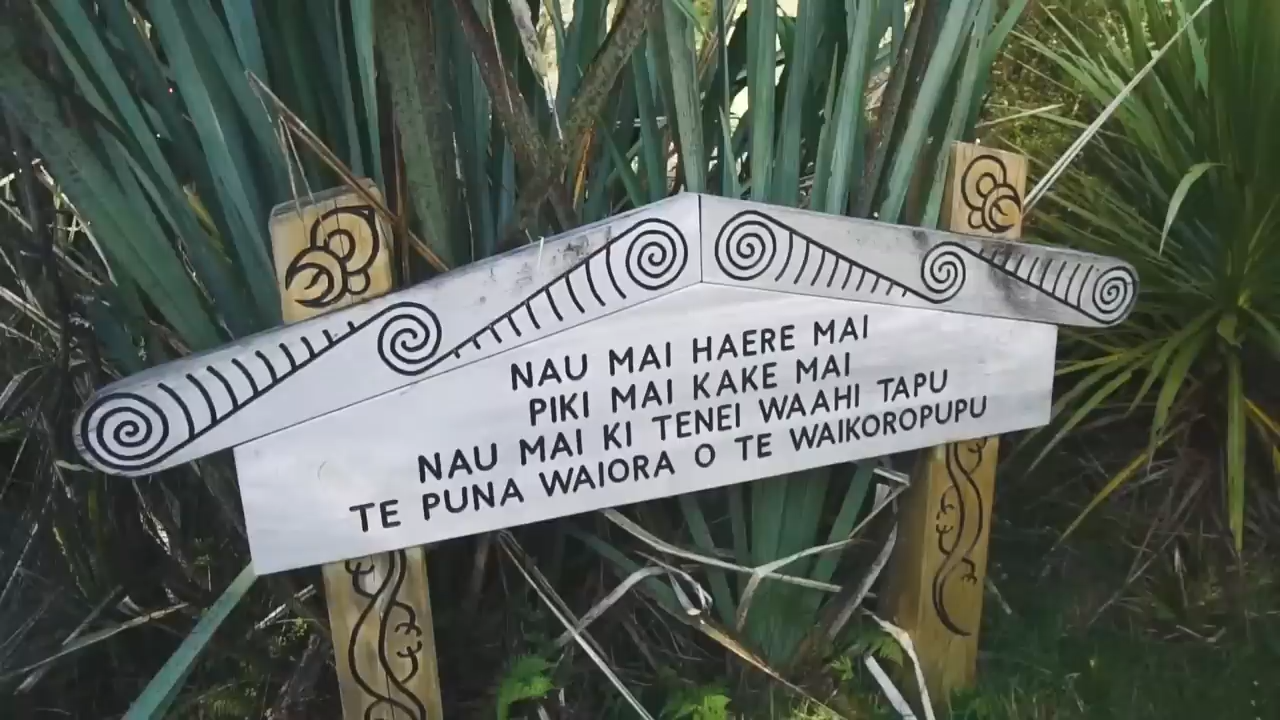 NAU MAI HAERE MAI
PIKI MAI KAKE MAI
NAU MAI KI TENEI WAAHI TAPU
TE PUNA WAIORA O TE WAIKOROPUPU